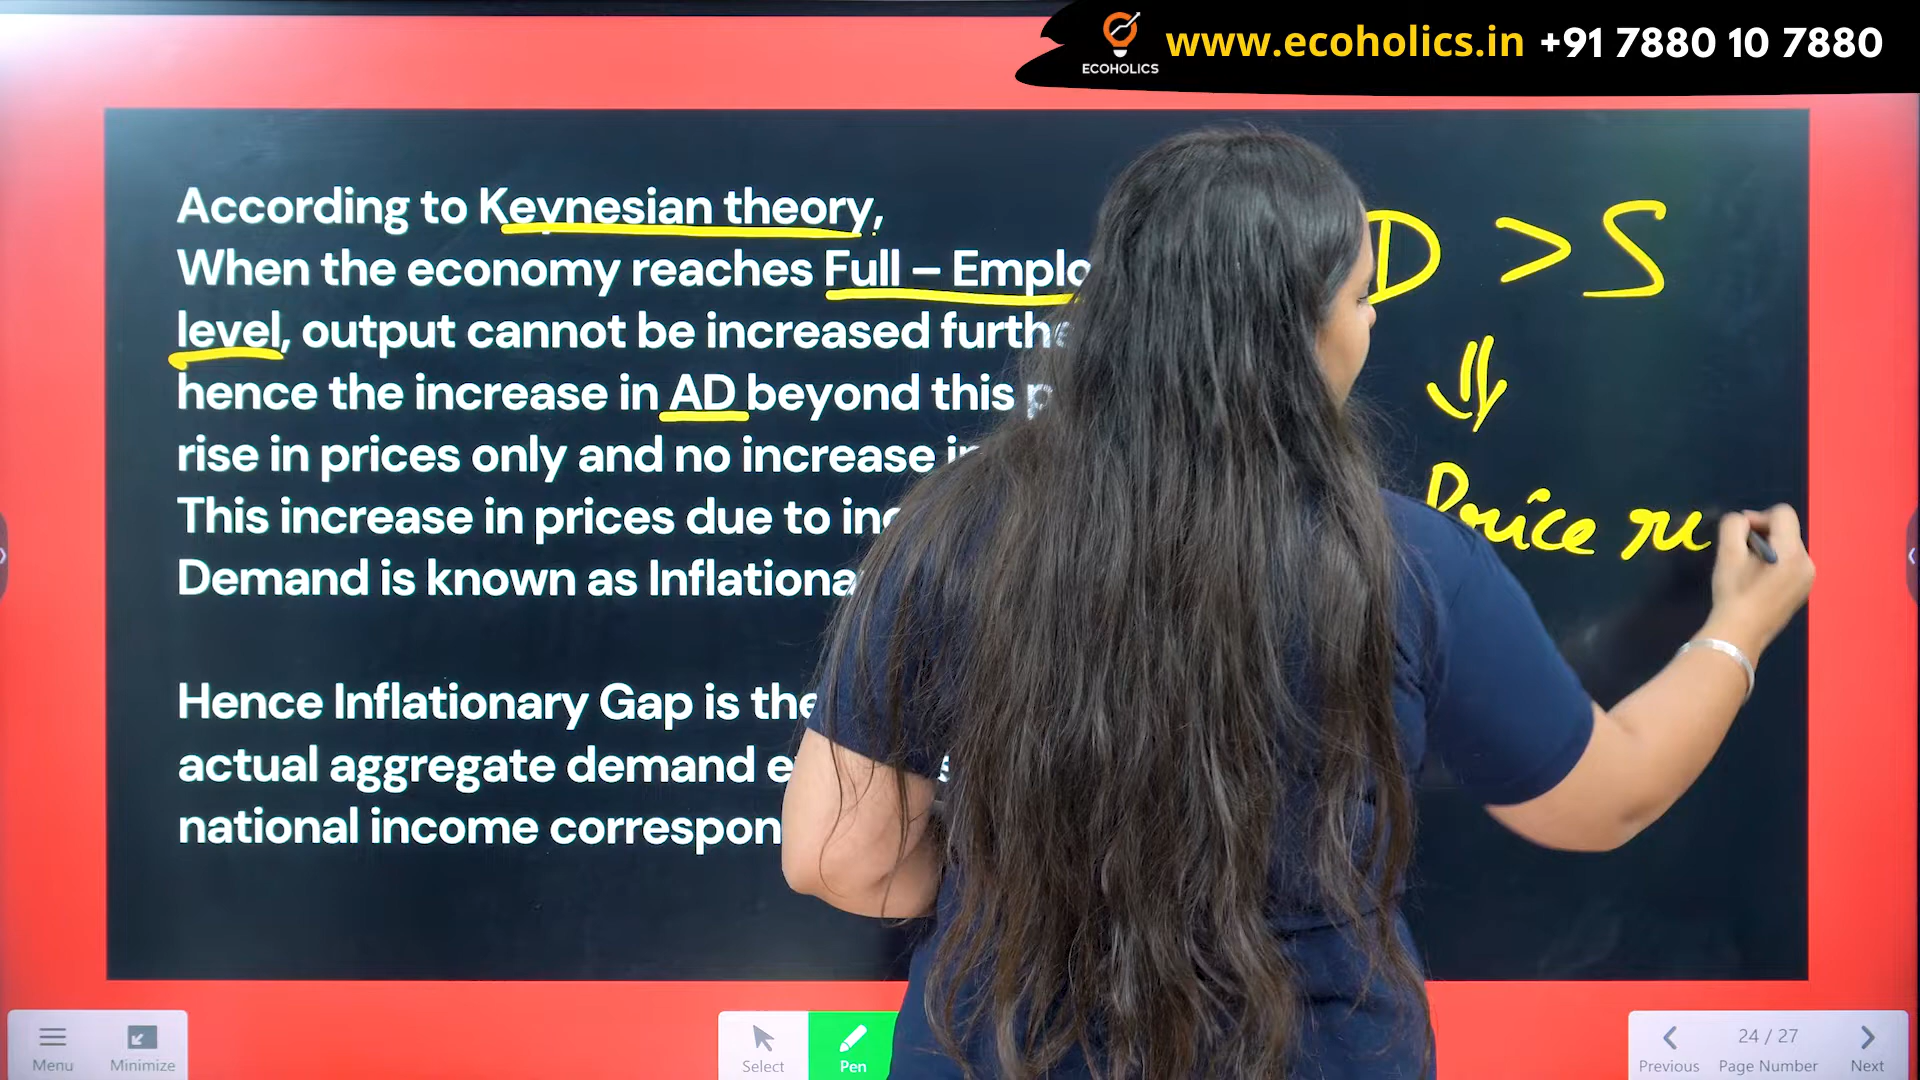 www.ecoholics.in +91 7880 10 7880
ECOHOLICS
According to Keynesian theory,
When the economy reaches Full – Emplo
level, output cannot be increased furthe
hence the increase in AD beyond this
rise in prices only and no increase
This increase in prices due to inc
Demand is known as Inflationa
Hence Inflationary Gap is the
actual aggregate demand
national income correspon
D > S
Price
Menu
Minimize
Select
Pen
24 / 27
Previous
Page Number
Next